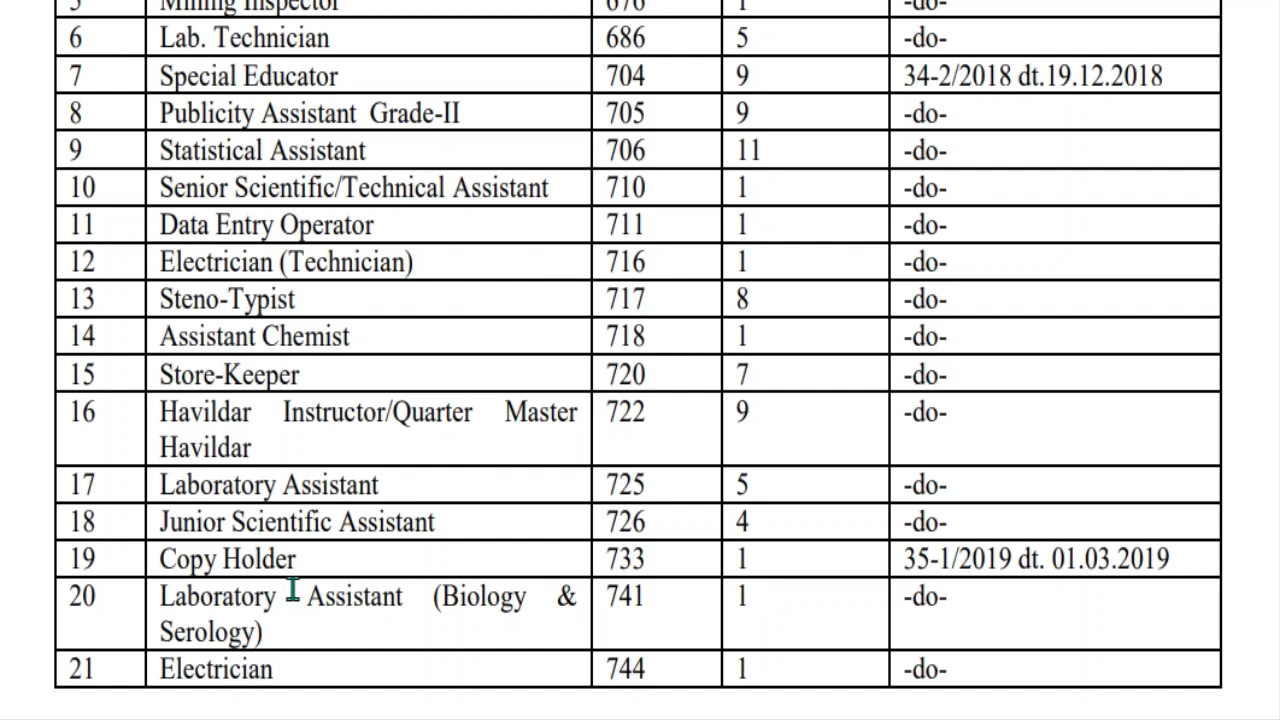 5 Mining Inspector 676 1 -do-
6 Lab. Technician 686 5 -do-
7 Special Educator 704 9 34-2/2018 dt.19.12.2018
8 Publicity Assistant Grade-II 705 9 -do-
9 Statistical Assistant 706 11 -do-
10 Senior Scientific/Technical Assistant 710 1 -do-
11 Data Entry Operator 711 1 -do-
12 Electrician (Technician) 716 1 -do-
13 Steno-Typist 717 8 -do-
14 Assistant Chemist 718 1 -do-
15 Store-Keeper 720 7 -do-
16 Havildar Instructor/Quarter Master 722 9 -do-
Havildar
17 Laboratory Assistant 725 5 -do-
18 Junior Scientific Assistant 726 4 -do-
19 Copy Holder 733 1 35-1/2019 dt. 01.03.2019
20 Laboratory Assistant (Biology & 741 1 -do-
Serology)
21 Electrician 744 1 -do-